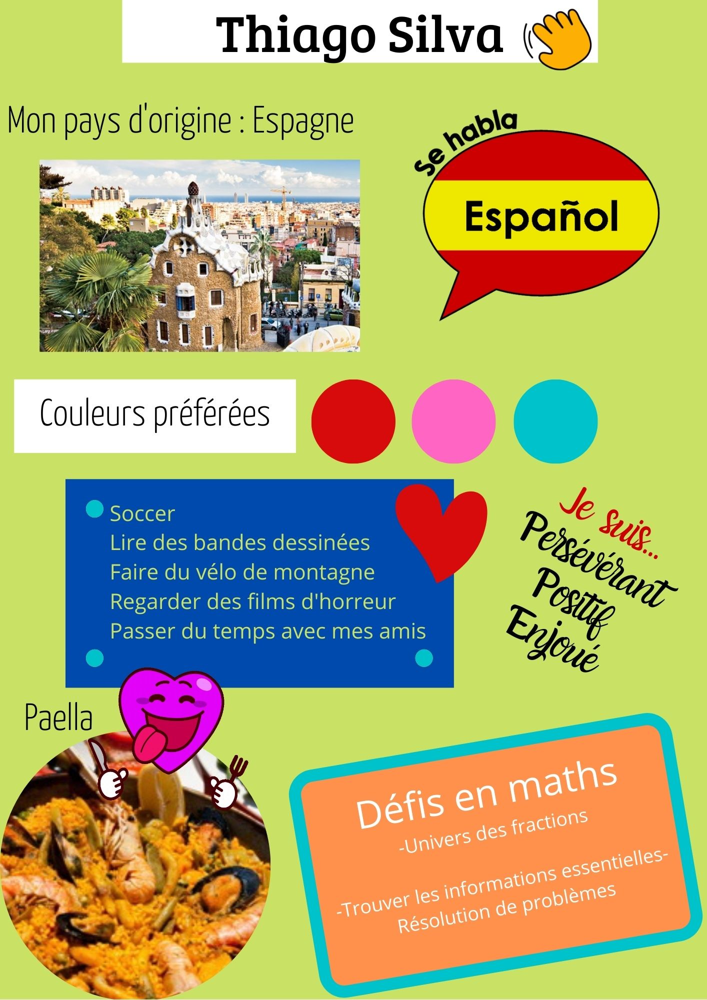 Thiago Silva
Mon pays d'origine : Espagne
Se habla
Español
Couleurs préférées
Soccer
Lire des bandes dessinées
Faire du vélo de montagne
Regarder des films d'horreur
Passer du temps avec mes amis
Je suis...
Persévérant
Positif
Enjoué
Paella
Défis en maths
-Univers des fractions
-Trouver les informations essentielles-
Résolution de problèmes